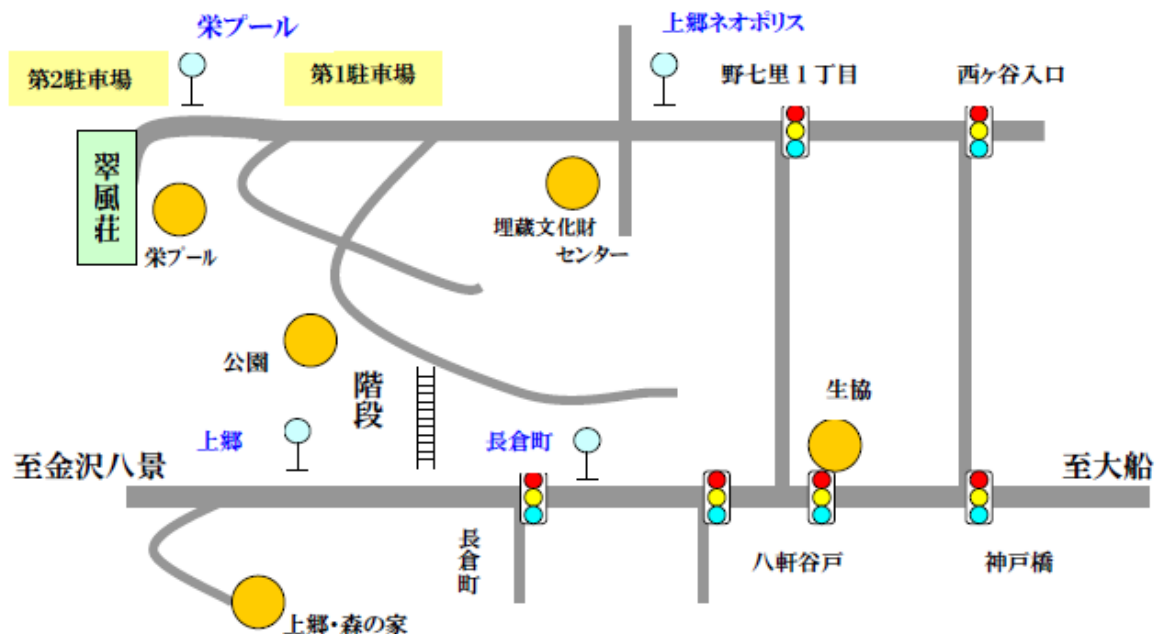 栄プール
上郷ネオポリス
第2駐車場
第1駐車場
野七里1丁目
西ヶ谷入口
翠風荘
栄プール
埋蔵文化財
センター
公園
階段
生協
上郷
長倉町
至金沢八景
至大船
長倉町
八軒谷戸
神戸橋
上郷・森の家